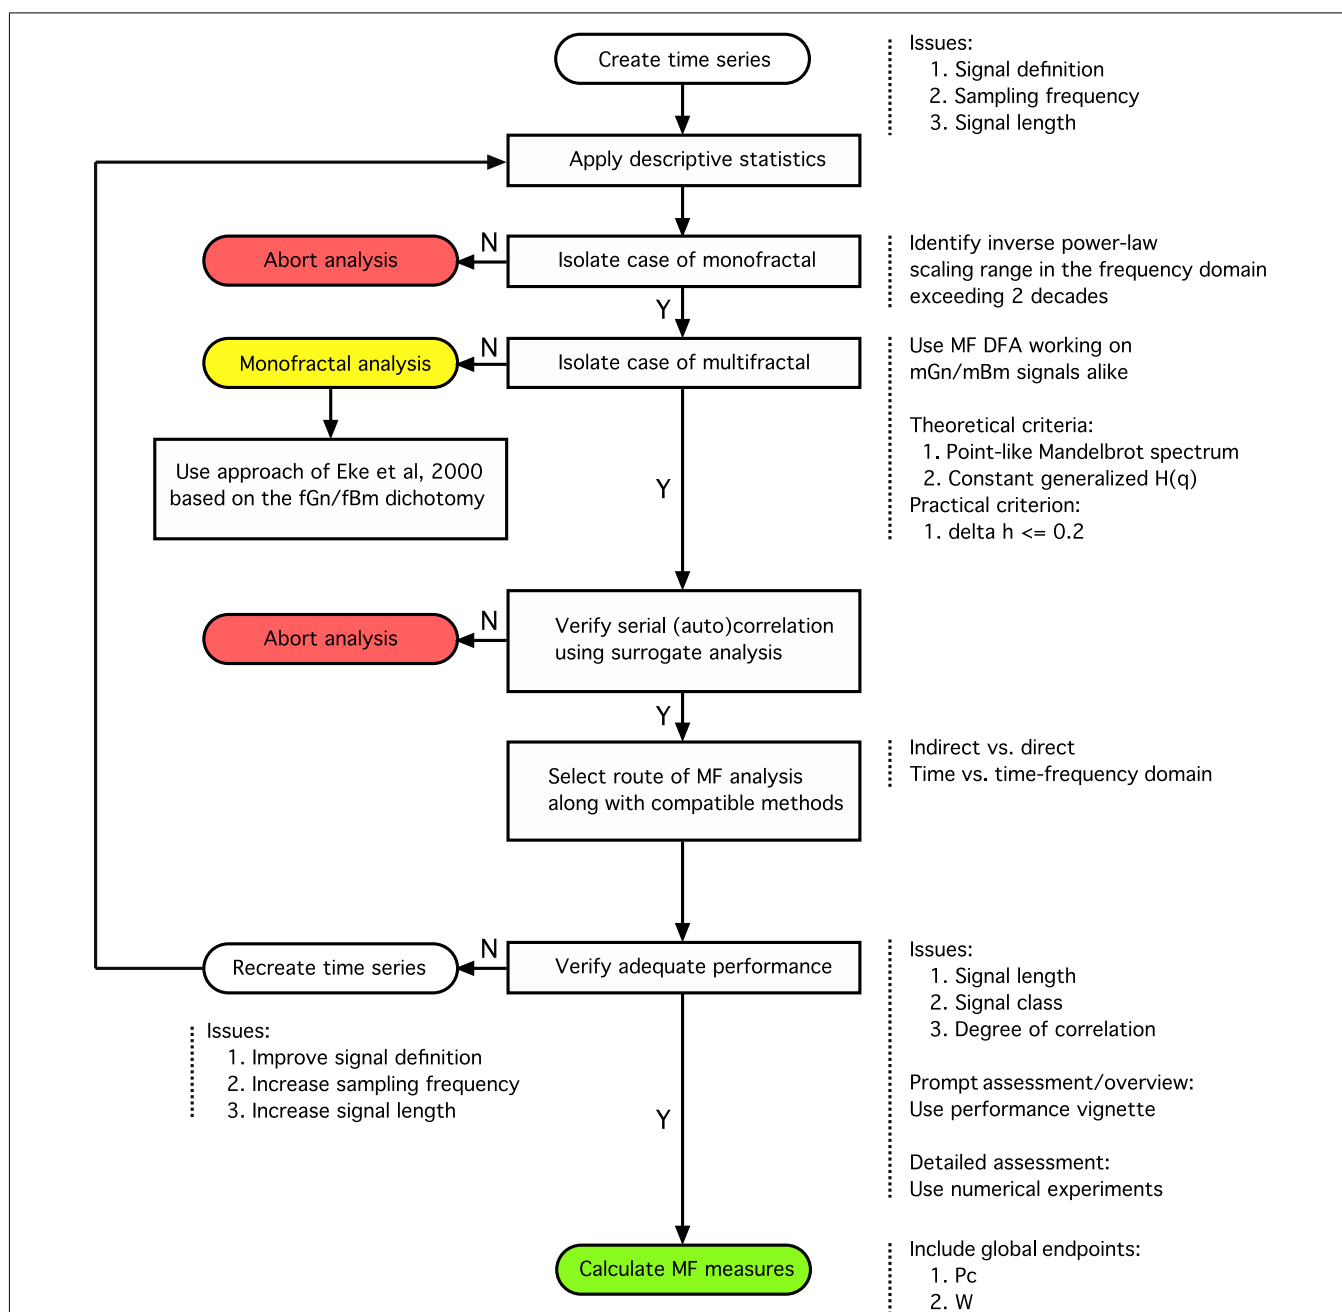 Create time series
Issues:
1. Signal definition
2. Sampling frequency
3. Signal length
Apply descriptive statistics
Abort analysis
N
Isolate case of monofractal
Identify inverse power-law
scaling range in the frequency domain
exceeding 2 decades
Y
Monofractal analysis
N
Isolate case of multifractal
Use MF DFA working on
mGn/mBm signals alike
Theoretical criteria:
1. Point-like Mandelbrot spectrum
2. Constant generalized H(q)
Practical criterion:
1. delta h <= 0.2
Use approach of Eke et al, 2000
based on the fGn/fBm dichotomy
Y
Abort analysis
N
Verify serial (auto)correlation
using surrogate analysis
Y
Select route of MF analysis
along with compatible methods
Indirect vs. direct
Time vs. time-frequency domain
Recreate time series
N
Verify adequate performance
Issues:
1. Signal length
2. Signal class
3. Degree of correlation
Prompt assessment/overview:
Use performance vignette
Detailed assessment:
Use numerical experiments
Issues:
1. Improve signal definition
2. Increase sampling frequency
3. Increase signal length
Y
Calculate MF measures
Include global endpoints:
1. Pc
2. W